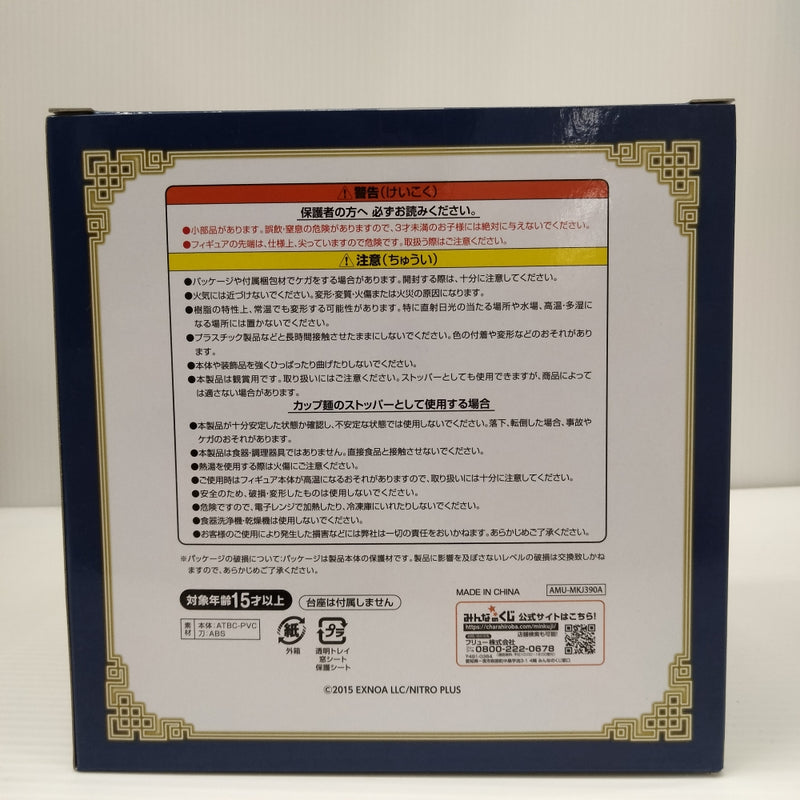 ⚠警告(けいこく)
保護者の方へ 必ずお読みください。
●小部品があります。誤飲・窒息の危険がありますので、3才未満のお子様には絶対に与えないでください。
●フィギュアの先端は、仕様上、尖っていますので危険です。取扱う際はご注意ください。
⚠注意(ちゅうい)
●パッケージや付属梱包材でケガをする場合があります。開封する際は、十分に注意してください。
●火気には近づけないでください。変形・変質・火傷または火災の原因になります。
●樹脂の特性上、常温でも変形する可能性があります。特に直射日光の当たる場所や水場、高温・多湿に
なる場所には置かないでください。
●プラスチック製品などと長時間接触させたままにしないでください。色の付着や変形などのおそれがあり
ます。
●本体や装飾品を強くひっぱったり曲げたりしないでください。
●本製品は観賞用です。取り扱いにはご注意ください。ストッパーとしても使用できますが、商品によって
は適さない場合があります。
カップ麺のストッパーとして使用する場合
●本製品が十分安定した状態か確認し、不安定な状態では使用しないでください。落下、転倒した場合、事故や
ケガのおそれがあります。
●本製品は食器・調理器具ではありません。直接食品と接触させないでください。
●熱湯を使用する際は火傷にご注意ください。
●ご使用時はフィギュア本体が高温になるおそれがありますので、取り扱いには十分に注意してください。
●安全のため、破損・変形したものは使用しないでください。
●危険ですので、電子レンジで加熱したり、冷凍庫にいれたりしないでください。
●食器洗浄機・乾燥機は使用しないでください。
●お客様のご使用により発生した損害などには弊社は一切の責任をおいかねます。あらかじめご了承ください。
※パッケージの破損について:パッケージは製品本体の保護材です。製品に影響を及ぼさないレベルの破損は交換致しかね
ますので、あらかじめご了承ください。
MADE IN CHINA AMU-MKJ390A
対象年齢15才以上 台座は付属しません
素材 本体:ATBC-PVC
刀:ABS
紙 外箱
プラ 透明トレイ
窓シート
保護シート
みんなのくじ 公式サイトはこちら!
https://charahiroba.com/minkuji/
店舗検索も可能!
フリュー株式会社
0800-222-0678
©2015 EXNOA LLC/NITRO PLUS